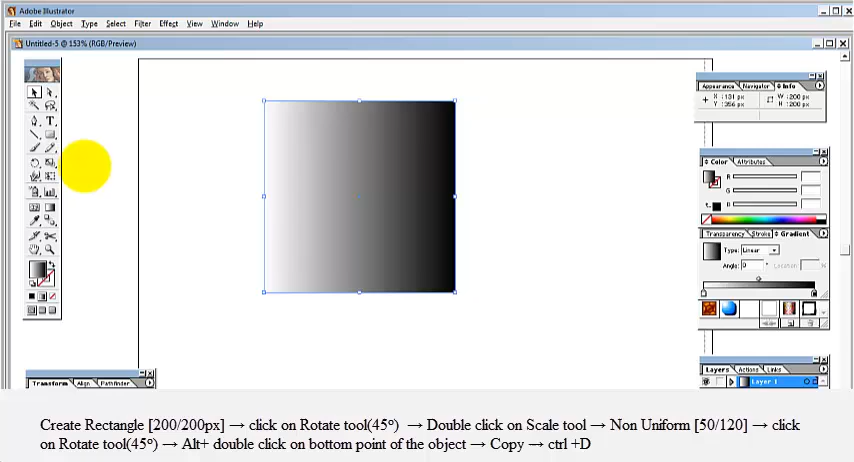 Adobe Illustrator
File Edit Object Type Select Filter Effect View Window Help
Untitled-5 @ 153% (RGB/Preview)
Appearance Navigator Info
X : 131 px W : 200 px
Y : 356 px H : 200 px
Color Attributes
R
G
B
Transparency Stroke Gradient
Type: Linear
Angle: 0 ° Location: %
Layers Actions Links
Layer 1
Transform Align Pathfinder
Create Rectangle [200/200px] → click on Rotate tool(45°) → Double click on Scale tool → Non Uniform [50/120] → click
on Rotate tool(45°) → Alt+ double click on bottom point of the object → Copy → ctrl +D